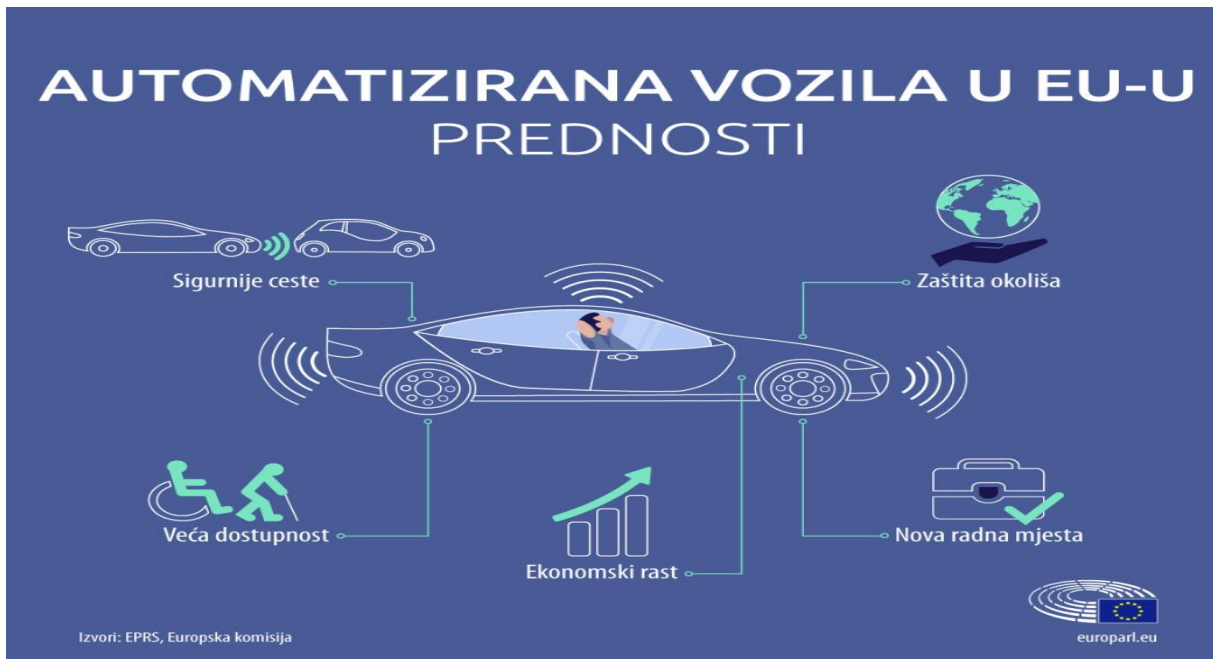 AUTOMATIZIRANA VOZILA U EU-U
PREDNOSTI
Sigurnije ceste
Zaštita okoliša
Veća dostupnost
Ekonomski rast
Nova radna mjesta
Izvori: EPRS, Europska komisija
europarl.eu